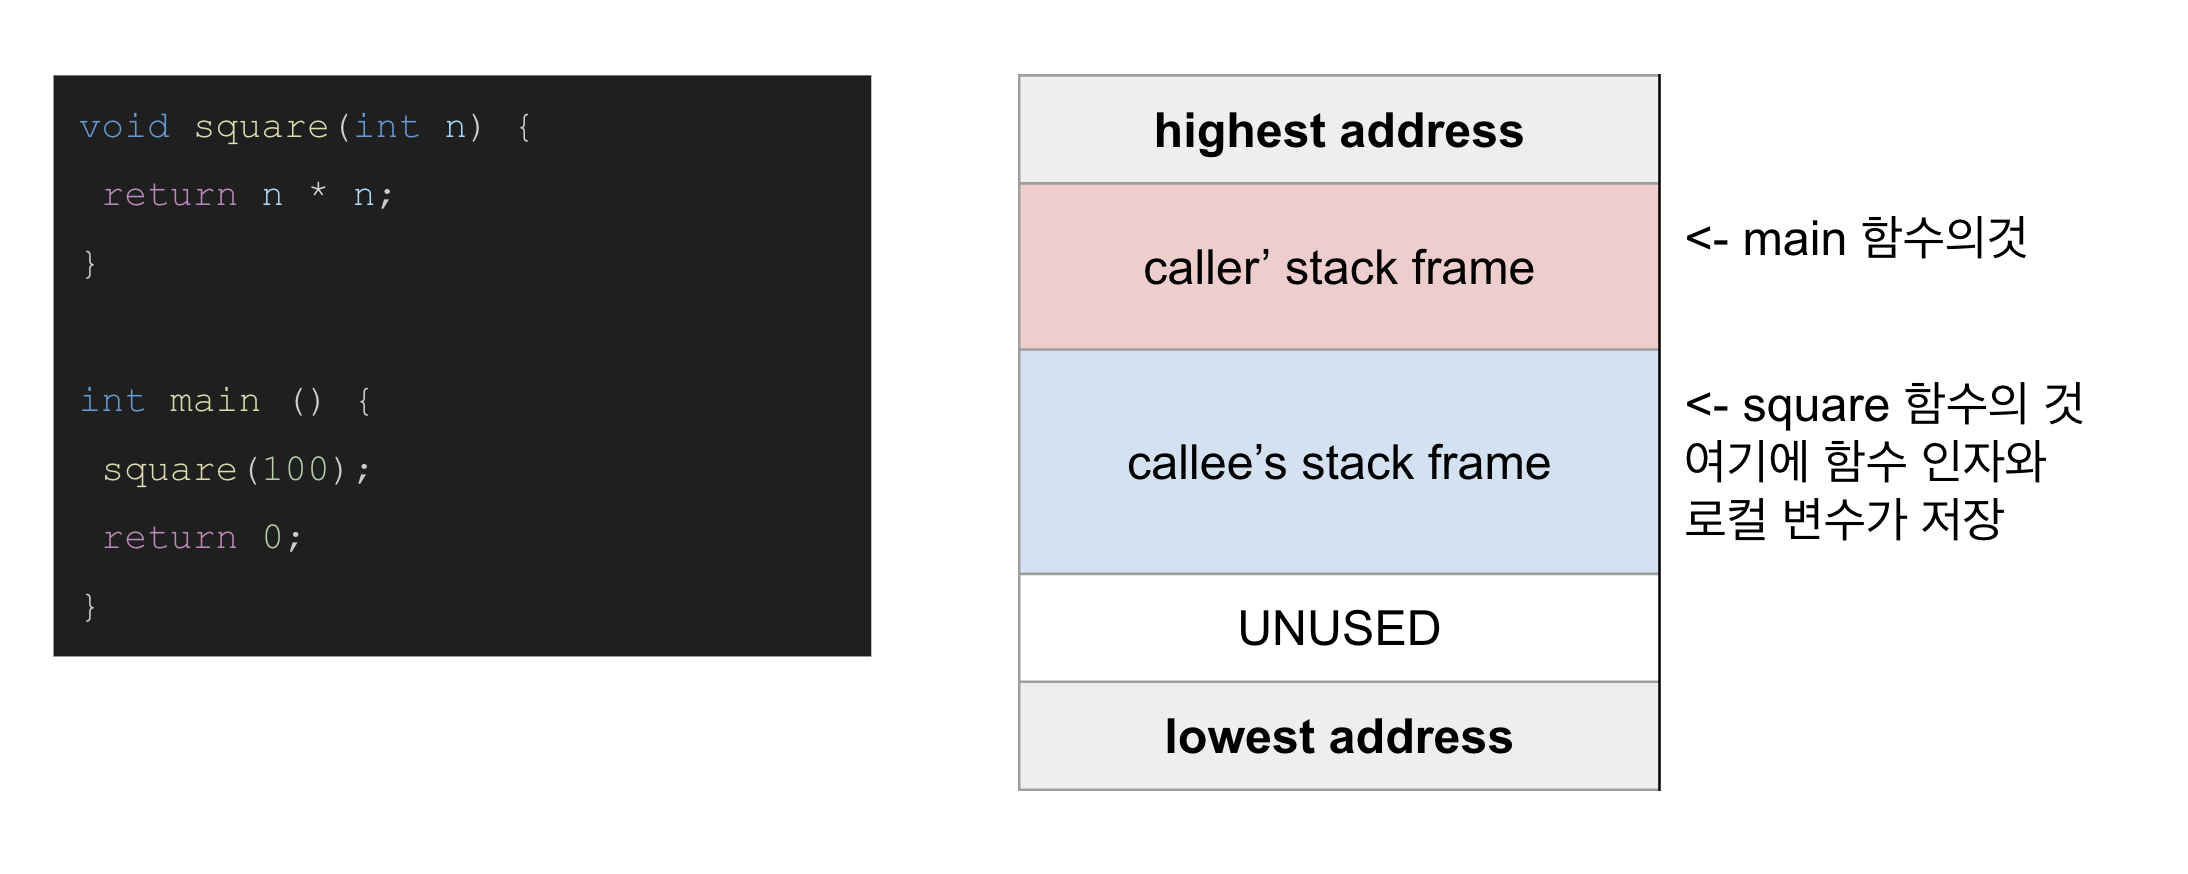 void square(int n) {
 return n * n;
}
int main () {
 square(100);
 return 0;
}
highest address
caller’ stack frame
<- main 함수의것
callee’s stack frame
<- square 함수의 것
여기에 함수 인자와
로컬 변수가 저장
UNUSED
lowest address